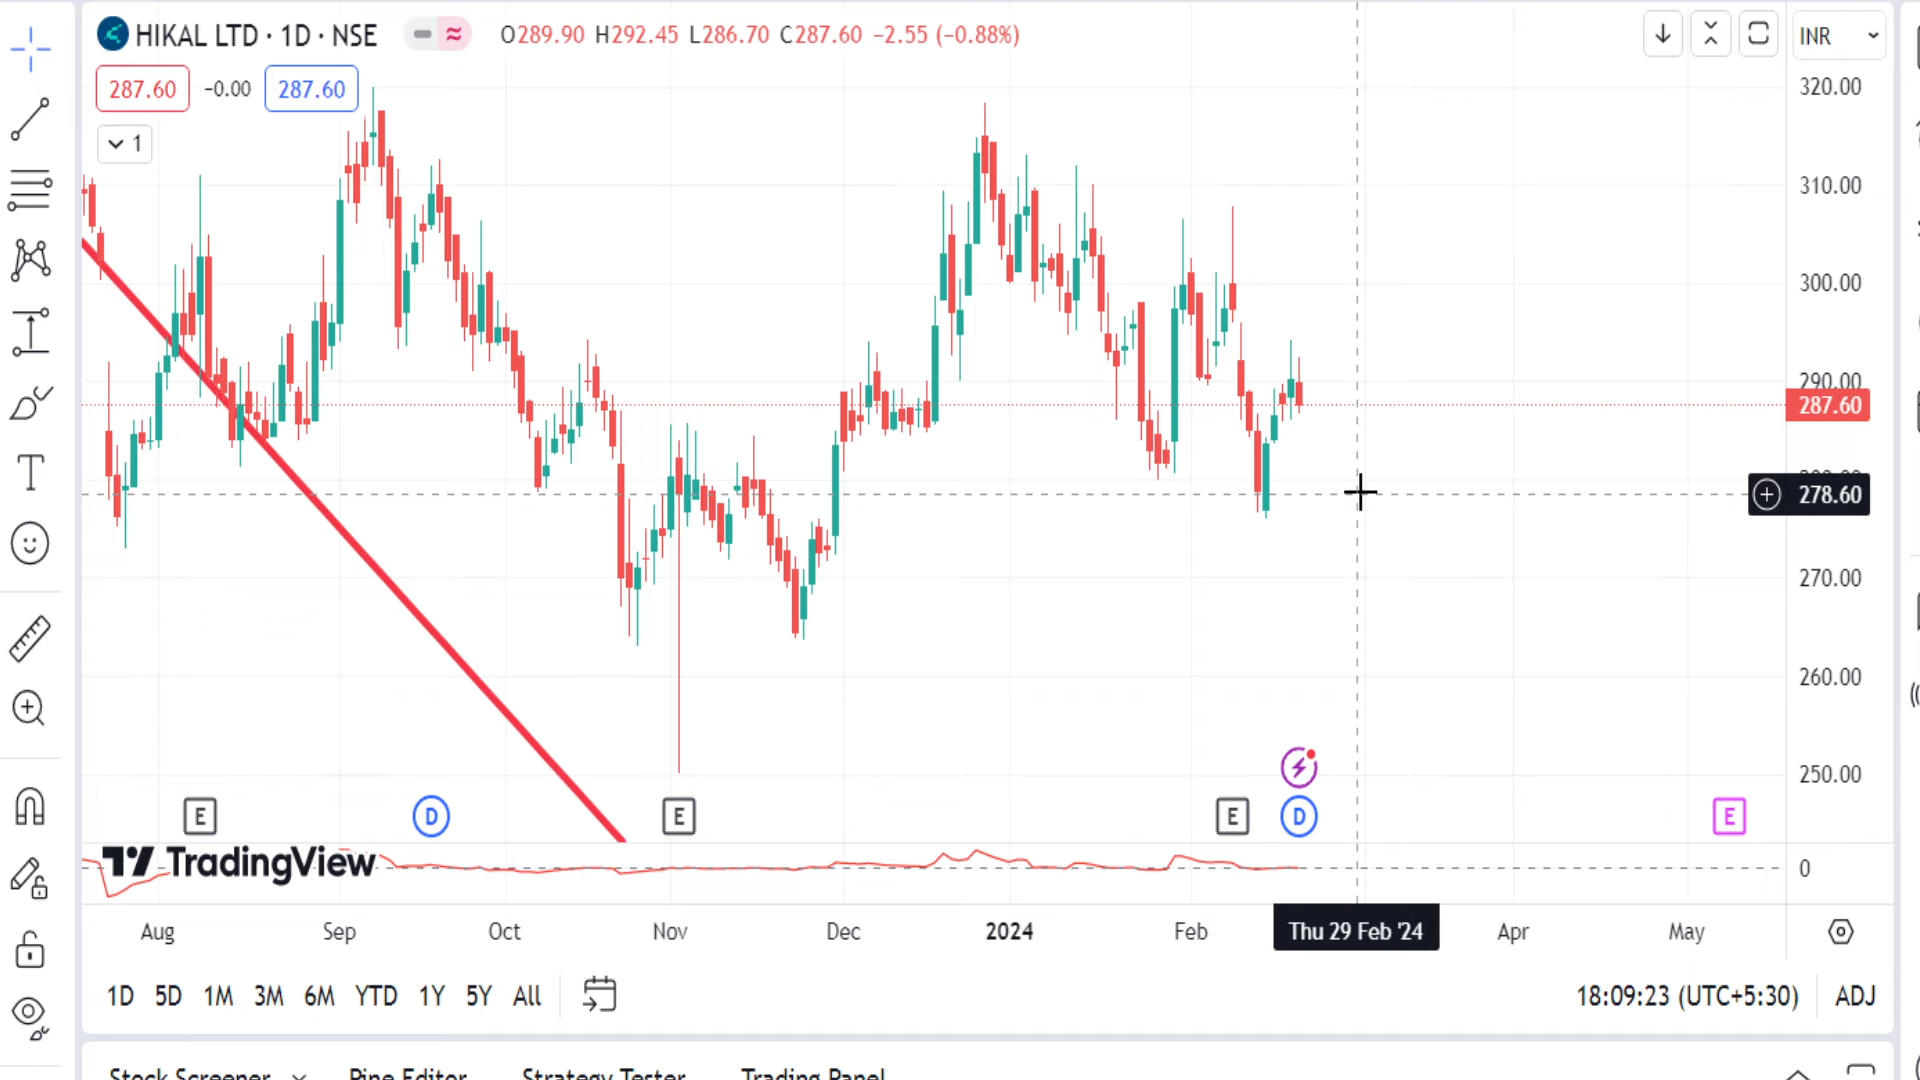 HIKAL LTD · 1D · NSE O289.90 H292.45 L286.70 C287.60 −2.55 (−0.88%)
INR
287.60 −0.00 287.60
1
320.00
310.00
300.00
290.00
287.60
278.60
270.00
260.00
250.00
E D E E D E
TradingView
0
Aug Sep Oct Nov Dec 2024 Feb Thu 29 Feb '24 Apr May
1D 5D 1M 3M 6M YTD 1Y 5Y All
18:09:23 (UTC+5:30) ADJ
Stock Screener Pine Editor Strategy Tester Trading Panel